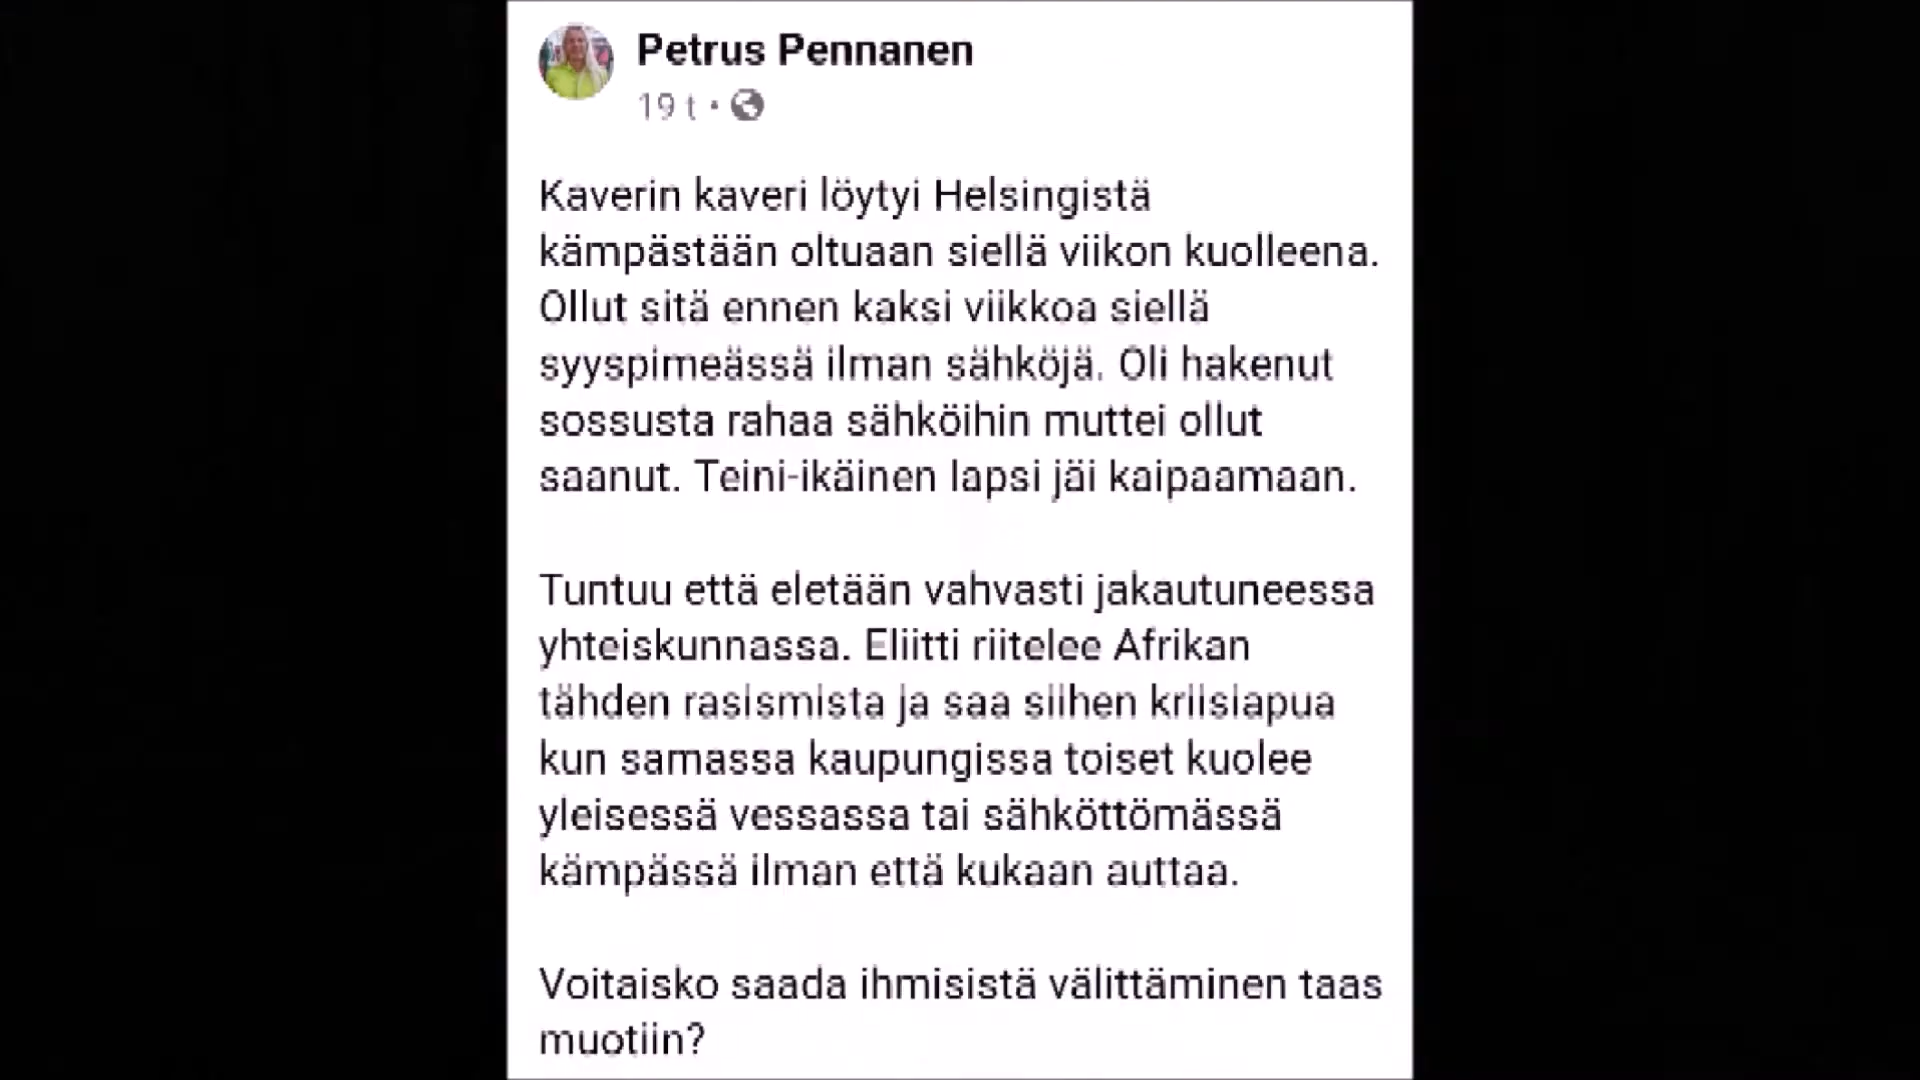 Petrus Pennanen
19 t •
Kaverin kaveri löytyi Helsingistä
kämpästään oltuaan siellä viikon kuolleena.
Ollut sitä ennen kaksi viikkoa siellä
syyspimeässä ilman sähköjä. Oli hakenut
sossusta rahaa sähköihin muttei ollut
saanut. Teini-ikäinen lapsi jäi kaipaamaan.
Tuntuu että eletään vahvasti jakautuneessa
yhteiskunnassa. Eliitti riitelee Afrikan
tähden rasismista ja saa siihen kriisiapua
kun samassa kaupungissa toiset kuolee
yleisessä vessassa tai sähköttömässä
kämpässä ilman että kukaan auttaa.
Voitaisko saada ihmisistä välittäminen taas
muotiin?